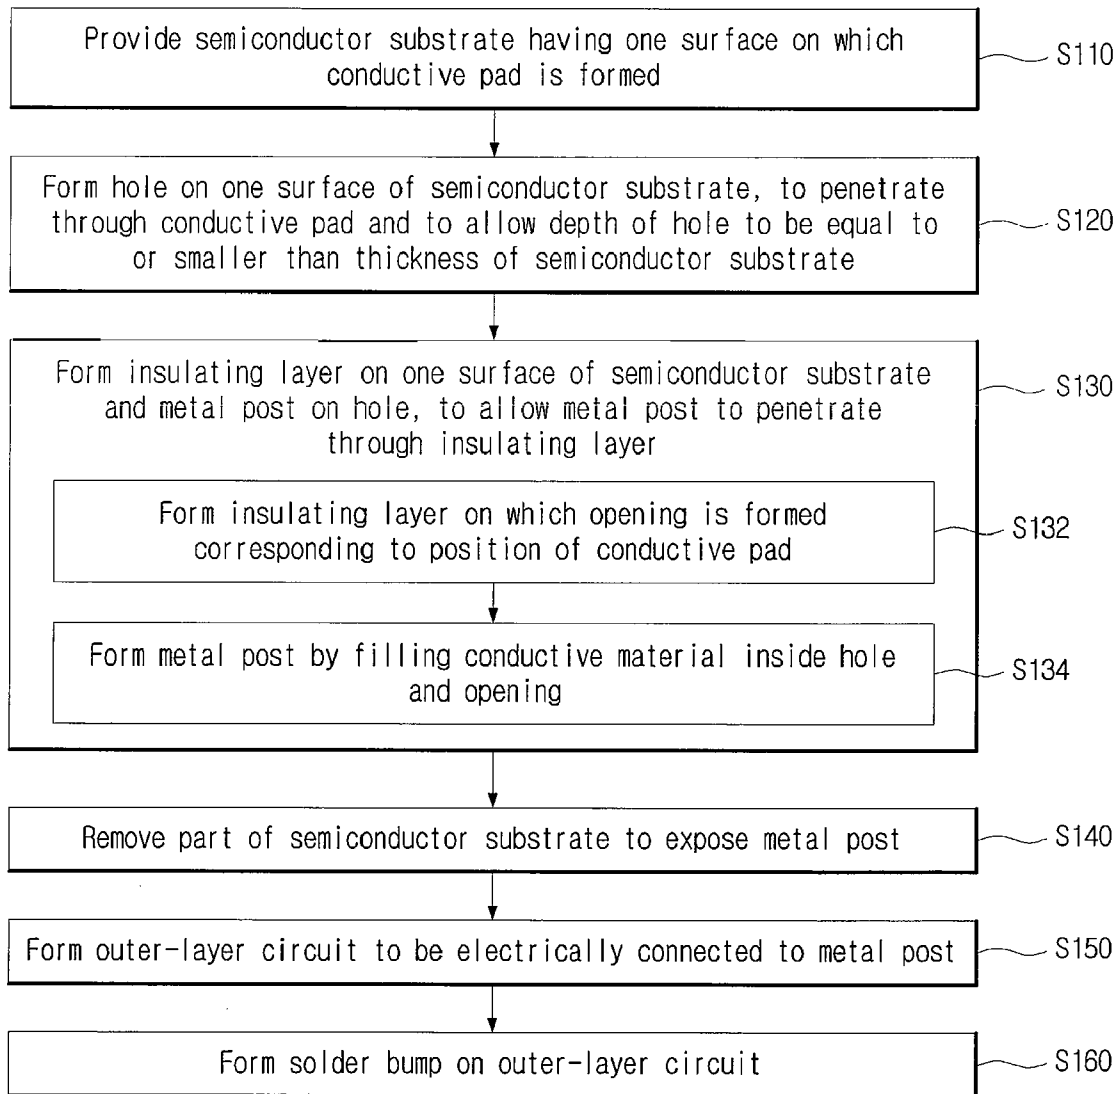 Provide semiconductor substrate having one surface on which
conductive pad is formed
S110
Form hole on one surface of semiconductor substrate, to penetrate
through conductive pad and to allow depth of hole to be equal to
or smaller than thickness of semiconductor substrate
S120
Form insulating layer on one surface of semiconductor substrate
and metal post on hole, to allow metal post to penetrate
through insulating layer
S130
Form insulating layer on which opening is formed
corresponding to position of conductive pad
S132
Form metal post by filling conductive material inside hole
and opening
S134
Remove part of semiconductor substrate to expose metal post
S140
Form outer-layer circuit to be electrically connected to metal post
S150
Form solder bump on outer-layer circuit
S160